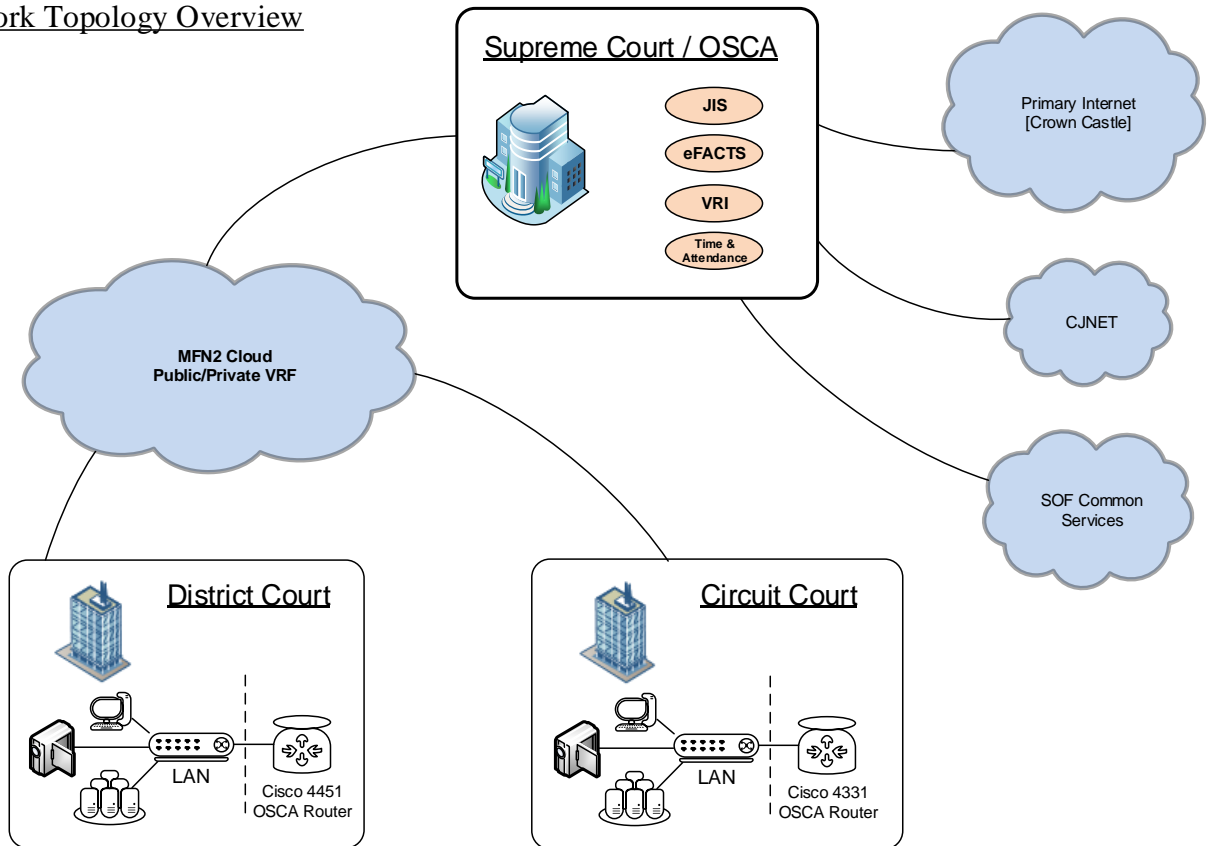 ork Topology Overview
Supreme Court / OSCA
JIS
eFACTS
VRI
Time &
Attendance
Primary Internet
[Crown Castle]
CJNET
SOF Common
Services
MFN2 Cloud
Public/Private VRF
District Court
LAN
Cisco 4451
OSCA Router
Circuit Court
LAN
Cisco 4331
OSCA Router